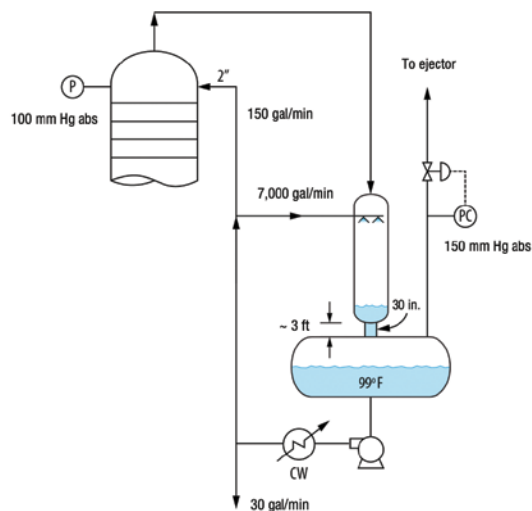 To ejector
P
2"
100 mm Hg abs
150 gal/min
7,000 gal/min
PC
150 mm Hg abs
30 in.
~ 3 ft
99°F
CW
30 gal/min